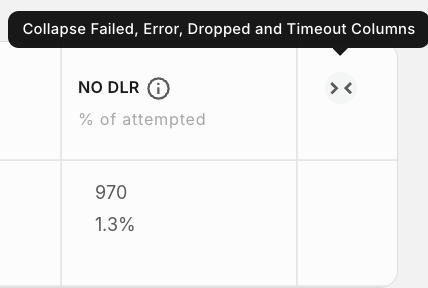 Collapse Failed, Error, Dropped and Timeout Columns
NO DLR
% of attempted
970
1.3%